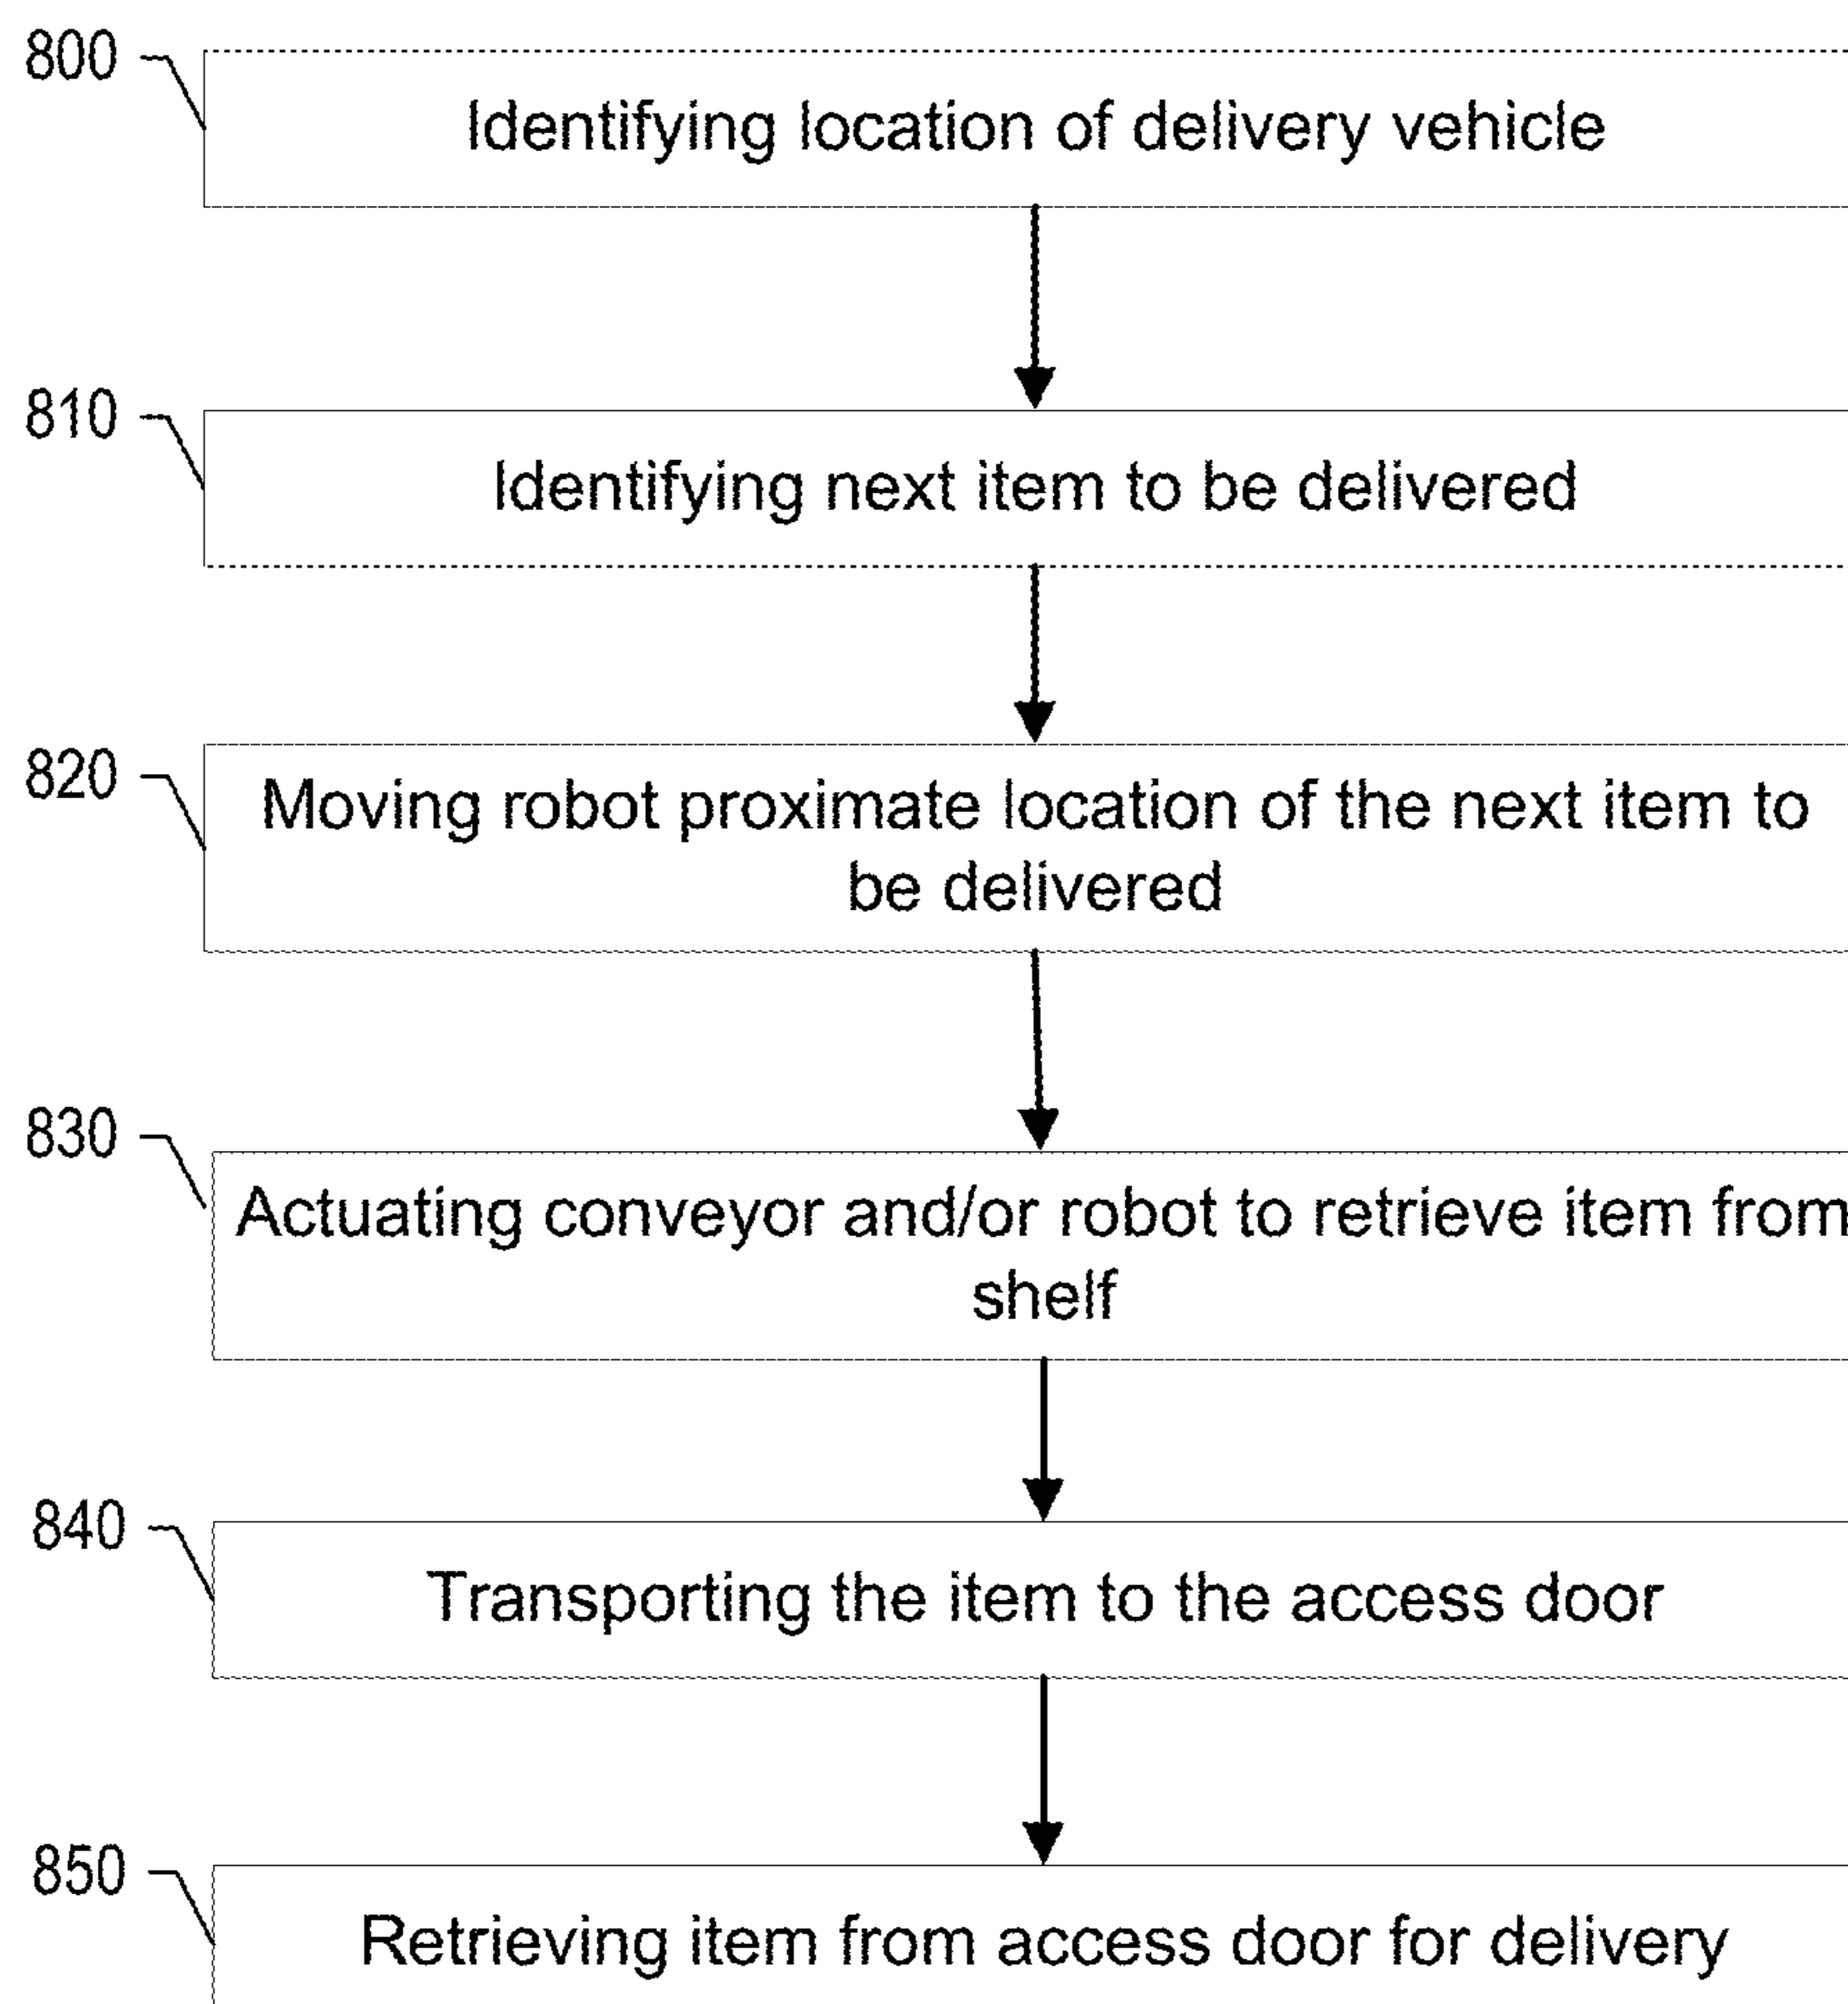 800
Identifying location of delivery vehicle
810
Identifying next item to be delivered
820
Moving robot proximate location of the next item to
be delivered
830
Actuating conveyor and/or robot to retrieve item from
shelf
840
Transporting the item to the access door
850
Retrieving item from access door for delivery